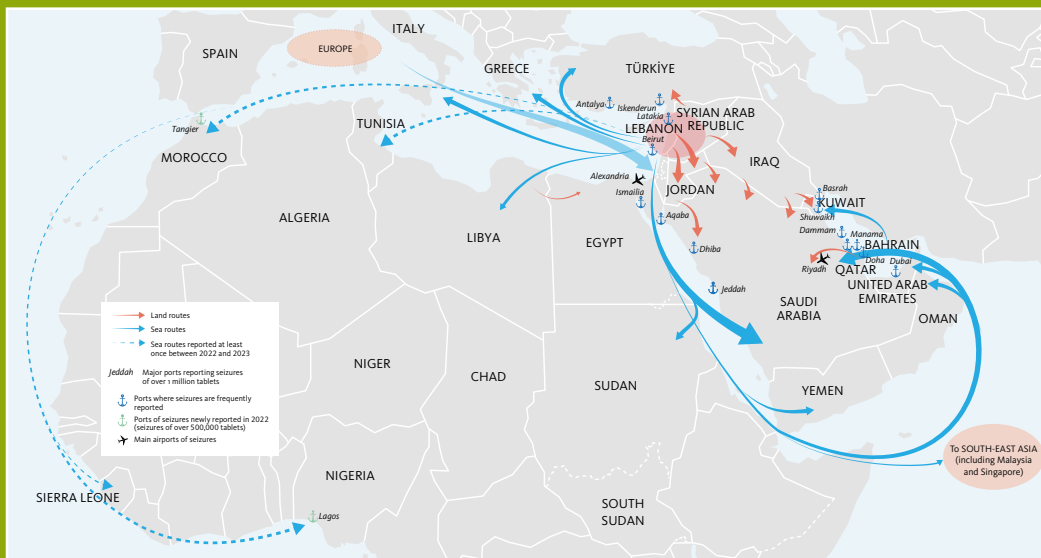 ITALY
SPAIN
EUROPE
GREECE
TÜRKİYE
Antalya
Iskenderun
Latakia
SYRIAN ARAB
REPUBLIC
LEBANON
Beirut
Tangier
TUNISIA
MOROCCO
IRAQ
Alexandria
Ismailia
JORDAN
Basrah
KUWAIT
Shuwaikh
ALGERIA
LIBYA
EGYPT
Aqaba
Dhiba
Dammam
Manama
BAHRAIN
Riyadh
Doha
Dubai
QATAR
UNITED ARAB
EMIRATES
Jeddah
SAUDI
ARABIA
OMAN
Land routes
Sea routes
Sea routes reported at least
once between 2022 and 2023
Jeddah Major ports reporting seizures
of over 1 million tablets
Ports where seizures are frequently
reported
Ports of seizures newly reported in 2022
(seizures of over 500,000 tablets)
Main airports of seizures
NIGER
CHAD
SUDAN
YEMEN
To SOUTH-EAST ASIA
(including Malaysia
and Singapore)
NIGERIA
SIERRA LEONE
Lagos
SOUTH
SUDAN